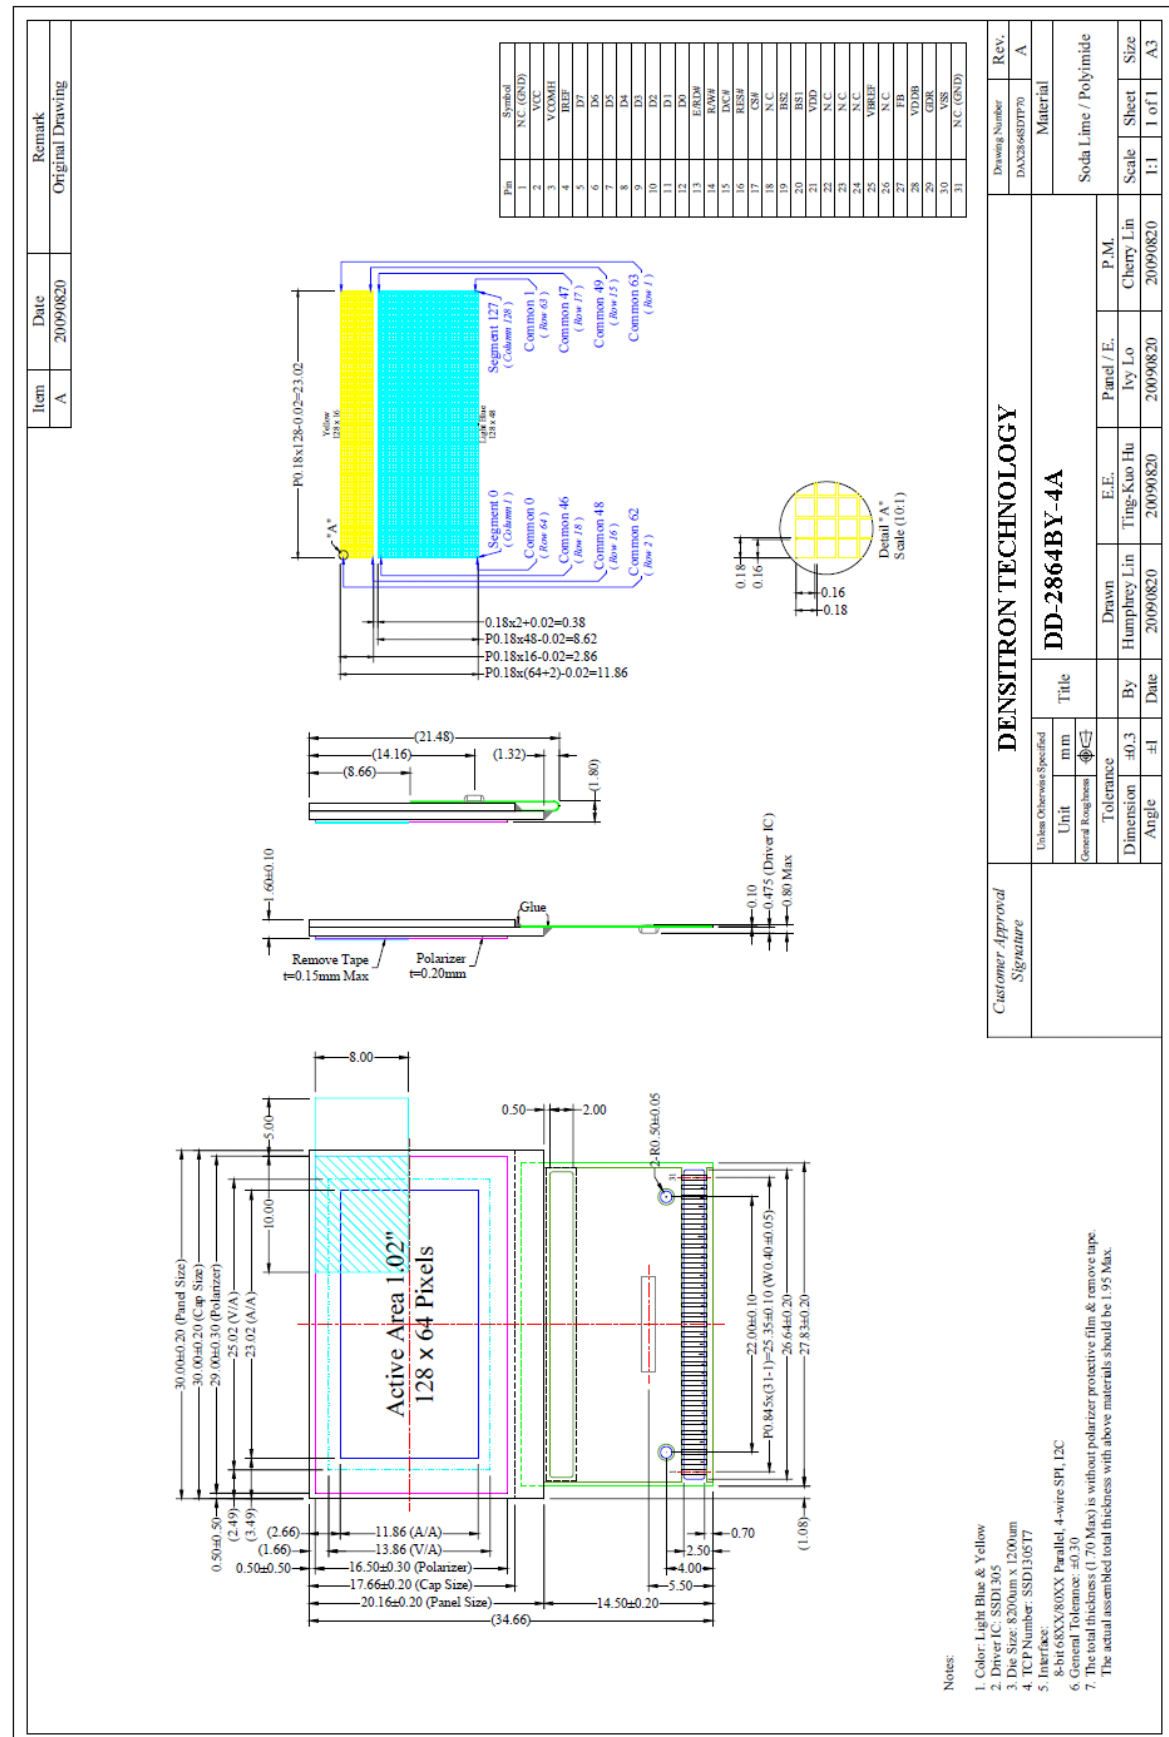 Item Date Remark
A 20090820 Original Drawing
30.00±0.20 (Panel Size)
30.00±0.20 (Cap Size)
29.00±0.30 (Polarizer)
25.02 (V/A)
23.02 (A/A)
0.50±0.50
(2.49)
(3.49)
10.00
5.00
8.00
(2.66)
11.86 (A/A)
(1.66)
13.86 (V/A)
0.50±0.50
16.50±0.30 (Polarizer)
17.66±0.20 (Cap Size)
20.16±0.20 (Panel Size)
14.50±0.20
(34.66)
Active Area 1.02"
128 x 64 Pixels
0.50
2.00
2-R0.50±0.05
31
22.00±0.10
P0.845x(31-1)=25.35±0.10 (W0.40±0.05)
26.64±0.20
27.83±0.20
(1.08)
0.70
2.50
4.00
5.50
1.60±0.10
Remove Tape
t=0.15mm Max
Polarizer
t=0.20mm
Glue
0.10
0.475 (Driver IC)
0.80 Max
(21.48)
(14.16)
(1.32)
(8.66)
(1.80)
P0.18x128-0.02=23.02
"A"
Yellow
128 x 16
Light Blue
128 x 48
Segment 0
( Column 1 )
Common 0
( Row 64 )
Common 46
( Row 18 )
Common 48
( Row 16 )
Common 62
( Row 2 )
Segment 127
( Column 128 )
Common 1
( Row 63 )
Common 47
( Row 17 )
Common 49
( Row 15 )
Common 63
( Row 1 )
0.18x2+0.02=0.38
P0.18x48-0.02=8.62
P0.18x16-0.02=2.86
P0.18x(64+2)-0.02=11.86
0.18
0.16
0.16
0.18
Detail "A"
Scale (10:1)
Pin Symbol
1 N.C. (GND)
2 VCC
3 VCOMH
4 IREF
5 D7
6 D6
7 D5
8 D4
9 D3
10 D2
11 D1
12 D0
13 E/RD#
14 R/W#
15 D/C#
16 RES#
17 CS#
18 N.C.
19 BS2
20 BS1
21 VDD
22 N.C.
23 N.C.
24 N.C.
25 VBREF
26 N.C.
27 FB
28 VDDB
29 GDR
30 VSS
31 N.C. (GND)
Notes:
1. Color: Light Blue & Yellow
2. Driver IC: SSD1305
3. Die Size: 8200um x 1200um
4. TCP Number: SSD1305T7
5. Interface:
8-bit 68XX/80XX Parallel, 4-wire SPI, I2C
6. General Tolerance: ±0.30
7. The total thickness (1.70 Max) is without polarizer protective film & remove tape.
The actual assembled total thickness with above materials should be 1.95 Max.
Customer Approval
Signature
DENSITRON TECHNOLOGY
Drawing Number Rev.
DAX2864SDTP70 A
Unless Otherwise Specified
Unit mm
General Roughness
Title
DD-2864BY-4A
Material
Soda Lime / Polyimide
Tolerance
Drawn E.E. Panel / E. P.M.
Dimension ±0.3 By Humphrey Lin Ting-Kuo Hu Ivy Lo Cherry Lin Scale Sheet Size
Angle ±1 Date 20090820 20090820 20090820 20090820 1:1 1 of 1 A3